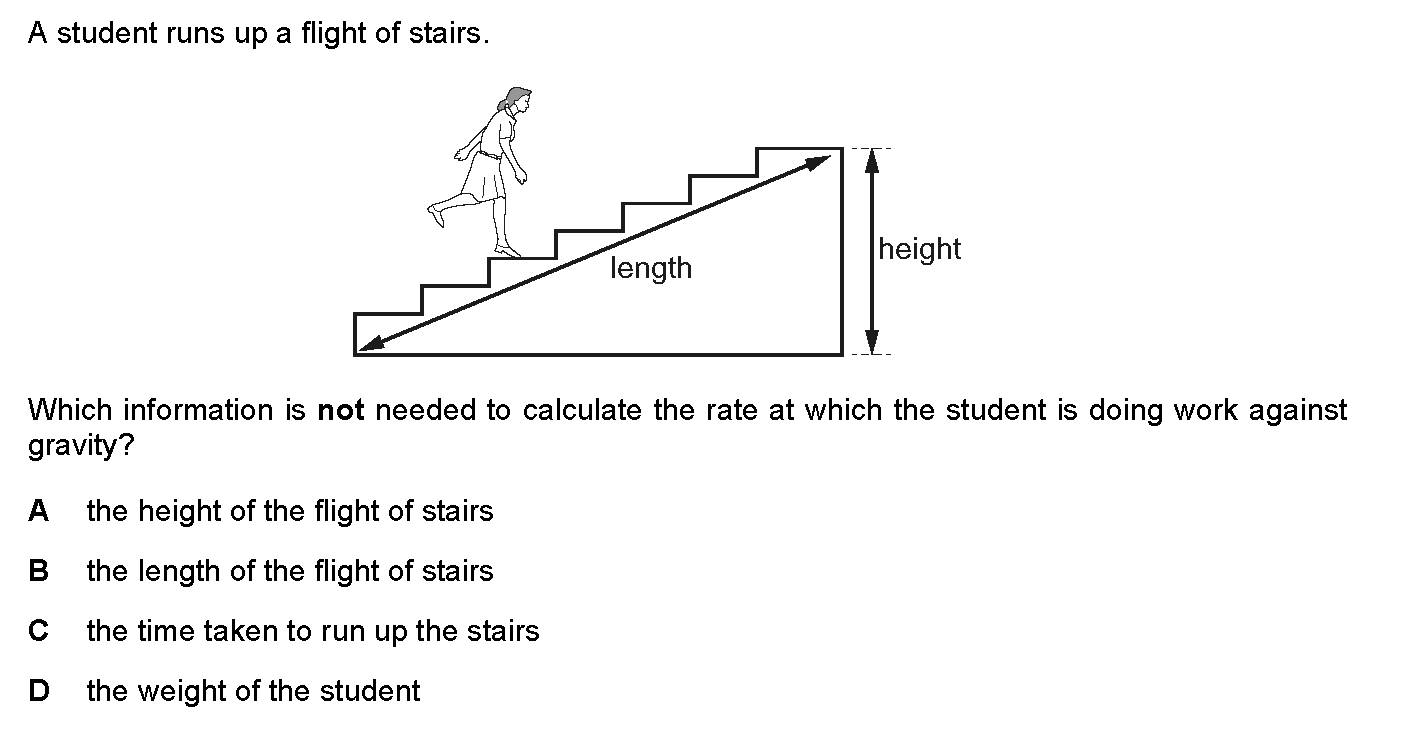 A student runs up a flight of stairs.
length
height
Which information is not needed to calculate the rate at which the student is doing work against
gravity?
A the height of the flight of stairs
B the length of the flight of stairs
C the time taken to run up the stairs
D the weight of the student